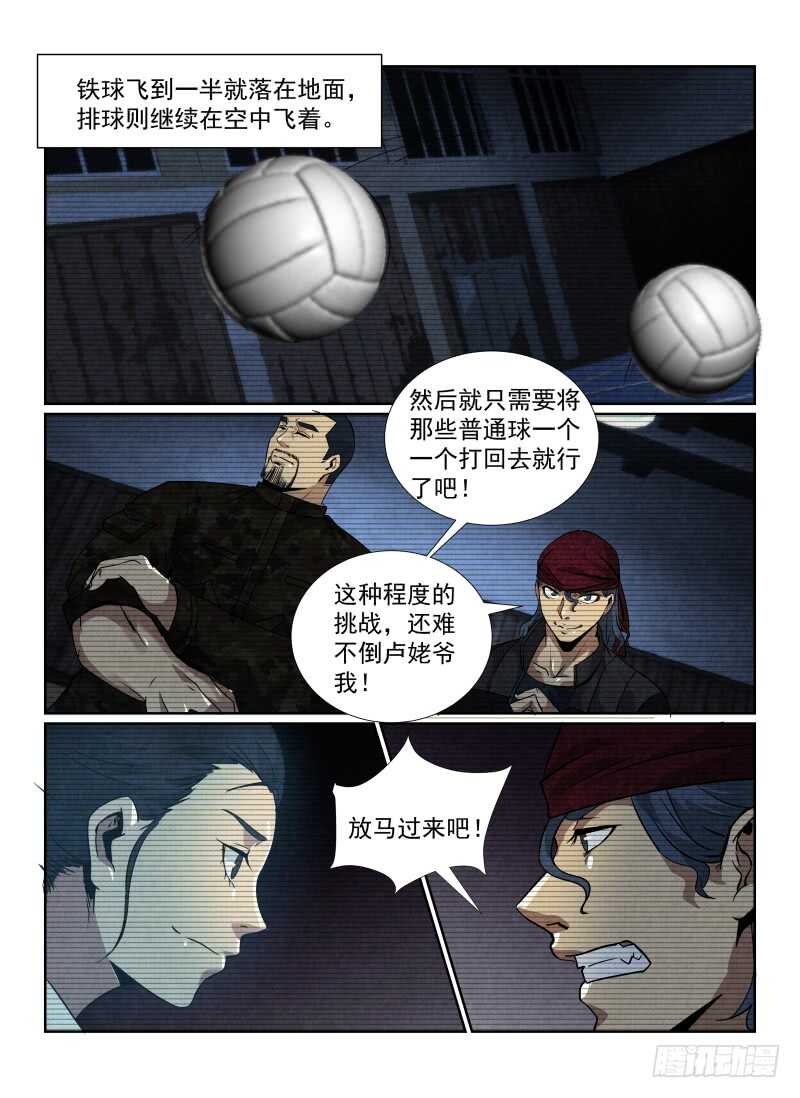 铁球飞到一半就落在地面，
排球则继续在空中飞着。
然后就只需要将
那些普通球一个
一个打回去就行
了吧！
这种程度的
挑战，还难
不倒卢姥爷
我！
放马过来吧！
腾讯动漫